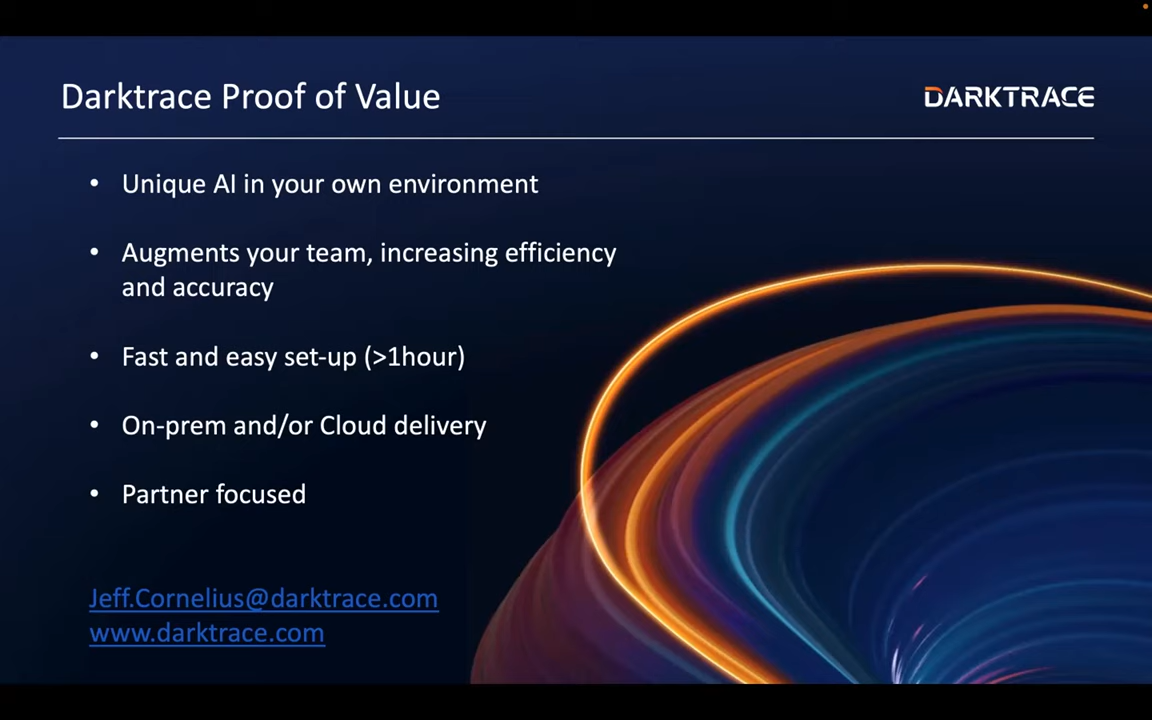 Darktrace Proof of Value
DARKTRACE
• Unique AI in your own environment
• Augments your team, increasing efficiency
and accuracy
• Fast and easy set-up (>1hour)
• On-prem and/or Cloud delivery
• Partner focused
Jeff.Cornelius@darktrace.com
www.darktrace.com